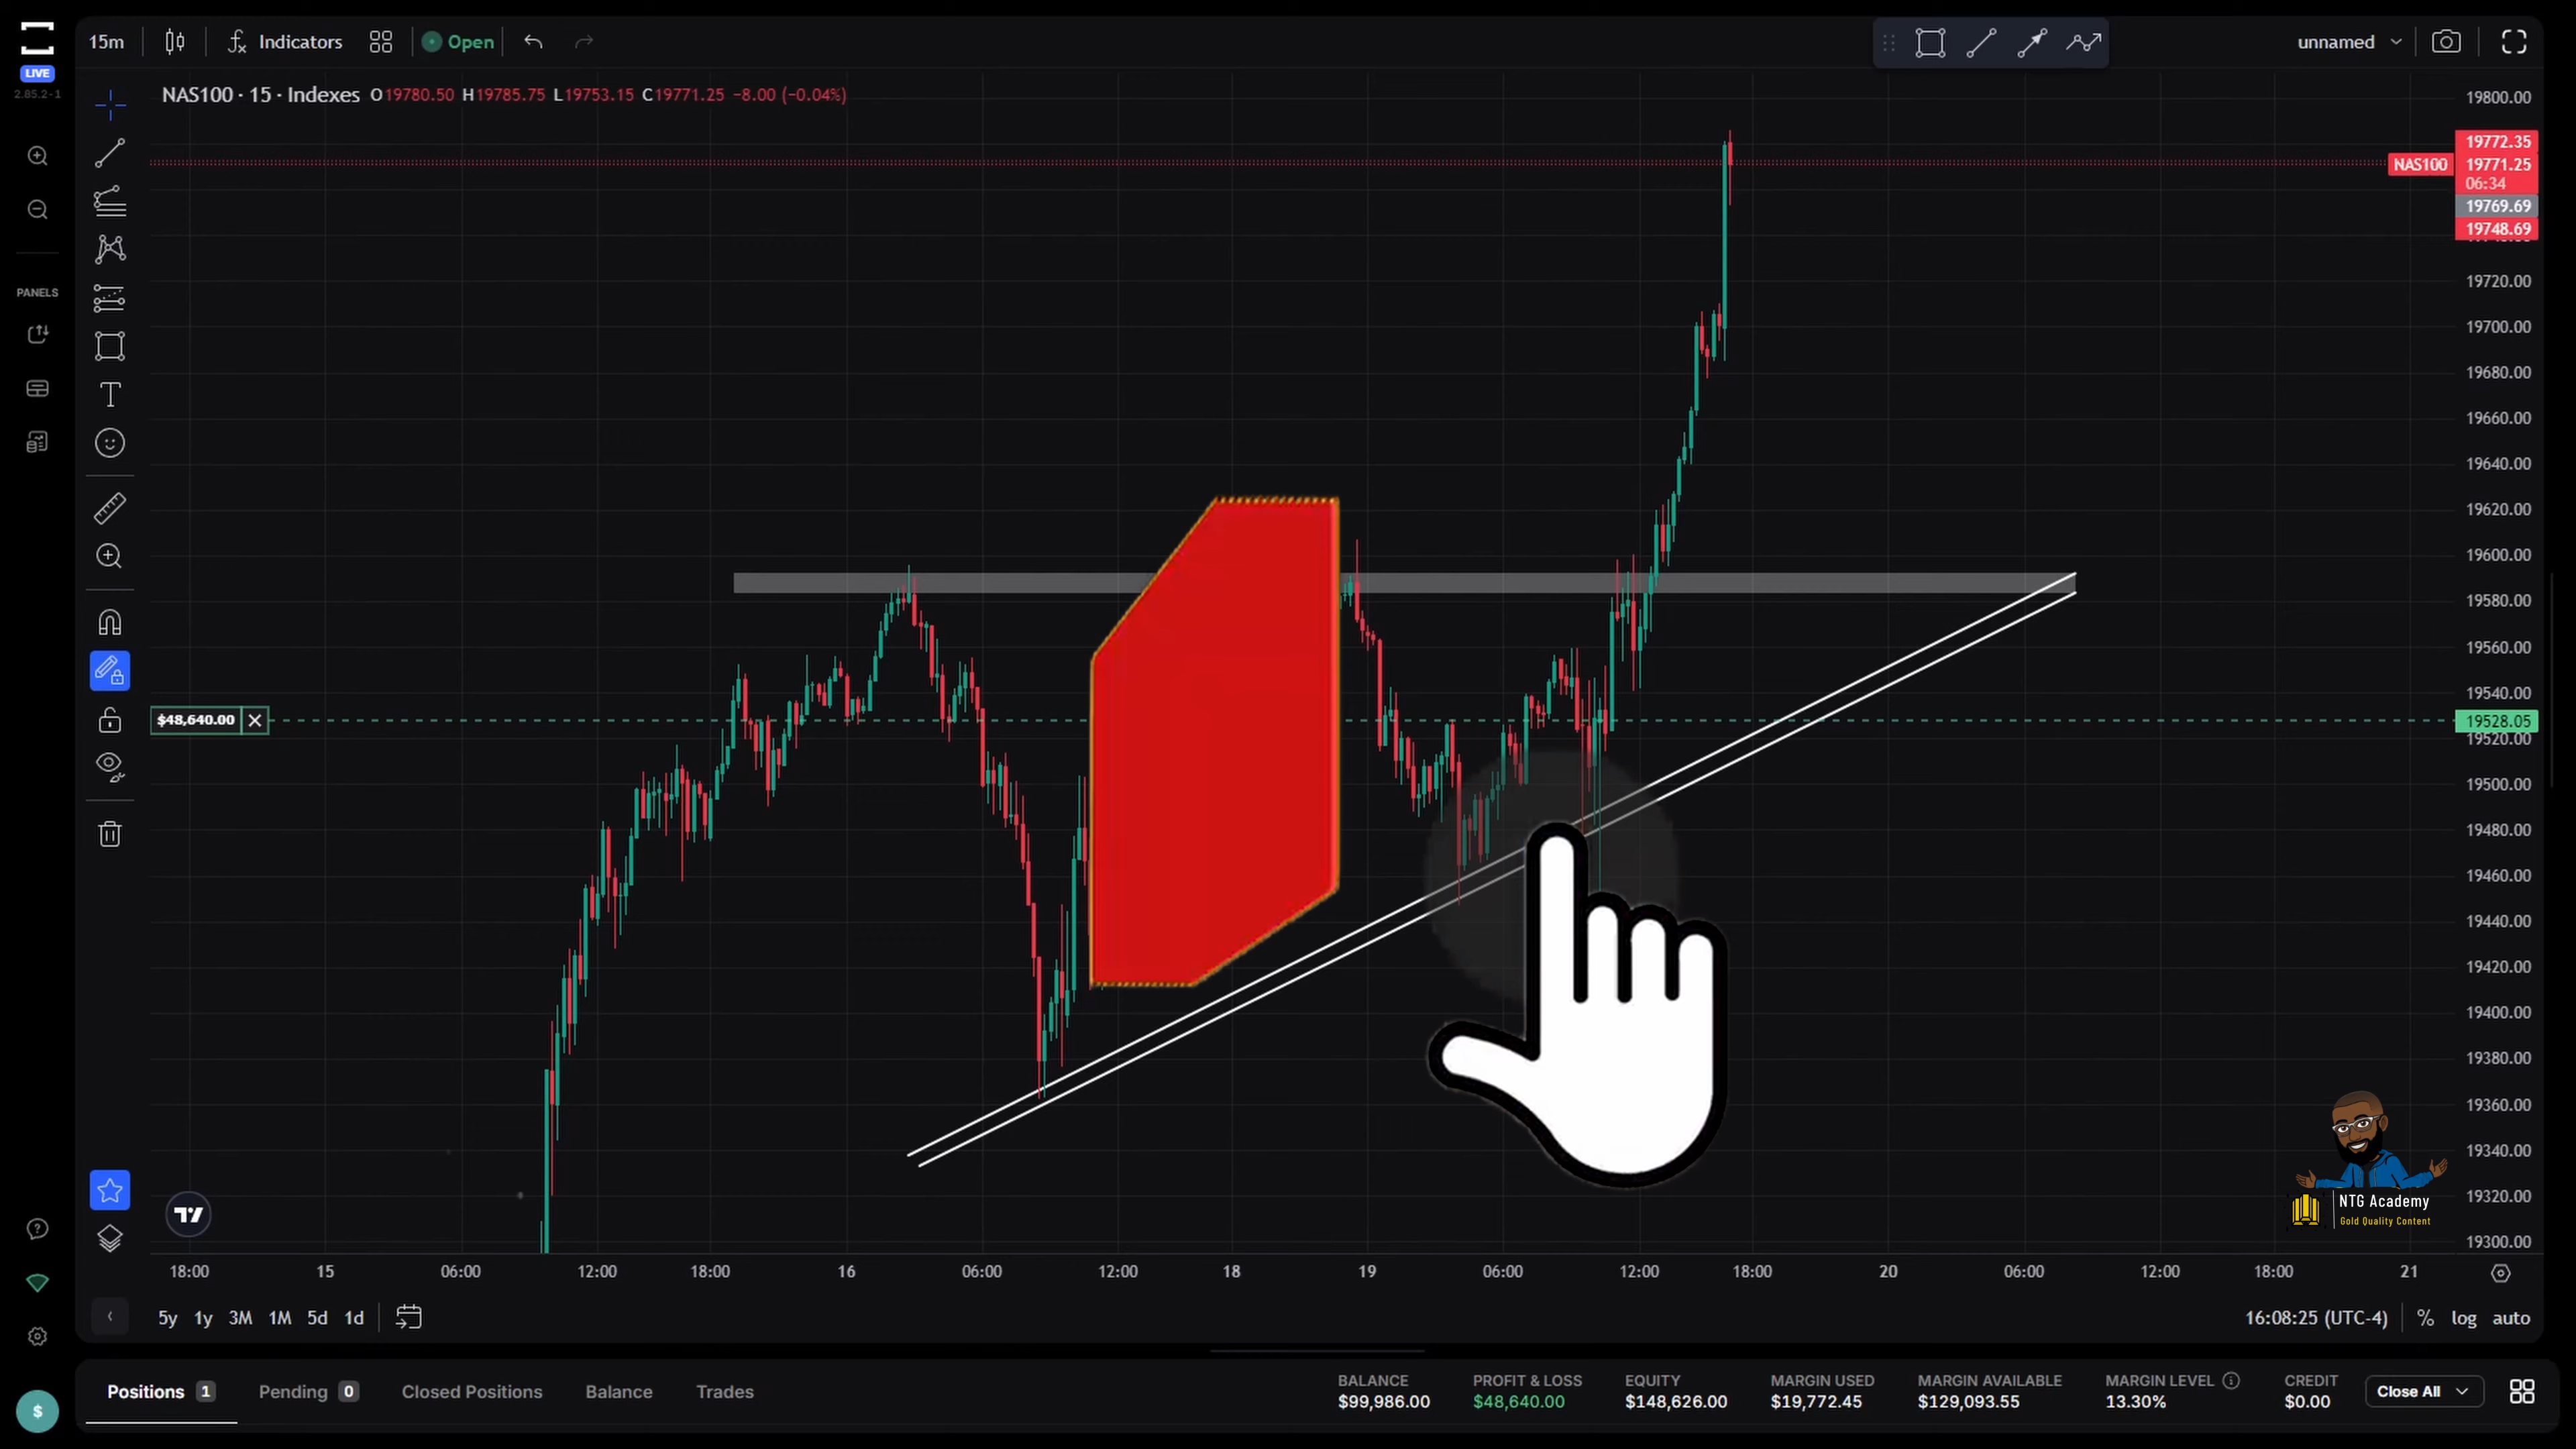 15m Indicators Open unnamed
LIVE
2.85.2-1
NAS100 · 15 · Indexes O19780.50 H19785.75 L19753.15 C19771.25 −8.00 (−0.04%)
19800.00
19772.35
NAS100 19771.25
06:34
19769.69
19748.69
PANELS
19720.00
19700.00
19680.00
19660.00
19640.00
19620.00
19600.00
19580.00
19560.00
19540.00
$48,640.00 19528.05
19520.00
19500.00
19480.00
19460.00
19440.00
19420.00
19400.00
19380.00
19360.00
19340.00
19320.00
19300.00
NTG Academy
Gold Quality Content
18:00 15 06:00 12:00 18:00 16 06:00 12:00 18 19 06:00 12:00 18:00 20 06:00 12:00 18:00 21
5y 1y 3M 1M 5d 1d 16:08:25 (UTC-4) % log auto
Positions 1 Pending 0 Closed Positions Balance Trades
BALANCE PROFIT & LOSS EQUITY MARGIN USED MARGIN AVAILABLE MARGIN LEVEL CREDIT
$99,986.00 $48,640.00 $148,626.00 $19,772.45 $129,093.55 13.30% $0.00
Close All
$